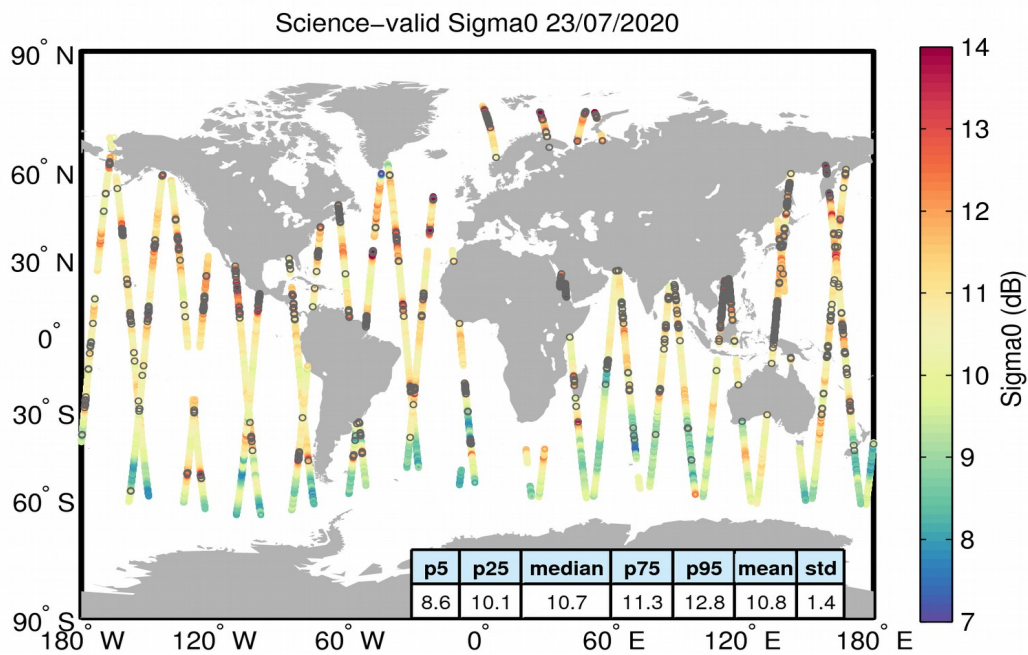 Science−valid Sigma0 23/07/2020
90° N
60° N
30° N
0°
30° S
60° S
90° S
180° W
120° W
60° W
0°
60° E
120° E
180° E
14
13
12
11
10
9
8
7
Sigma0 (dB)
p5 p25 median p75 p95 mean std
8.6 10.1 10.7 11.3 12.8 10.8 1.4